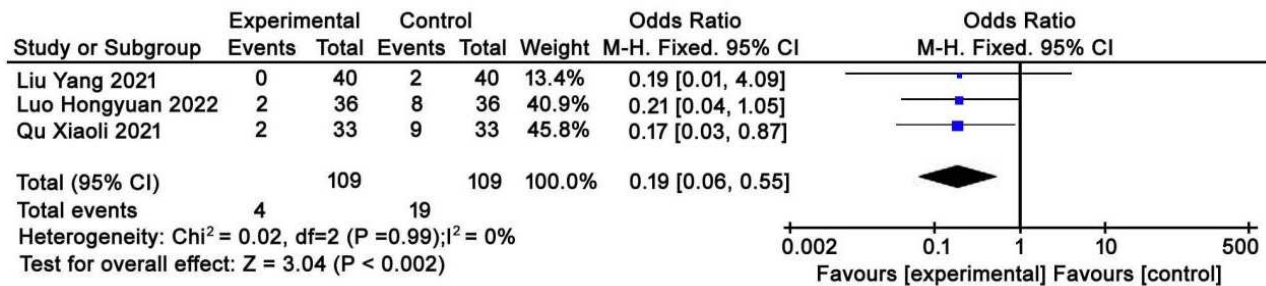 Experimental Control Odds Ratio Odds Ratio
Study or Subgroup Events Total Events Total Weight M-H. Fixed. 95% CI M-H. Fixed. 95% CI
Liu Yang 2021 0 40 2 40 13.4% 0.19 [0.01, 4.09]
Luo Hongyuan 2022 2 36 8 36 40.9% 0.21 [0.04, 1.05]
Qu Xiaoli 2021 2 33 9 33 45.8% 0.17 [0.03, 0.87]
Total (95% CI) 109 109 100.0% 0.19 [0.06, 0.55]
Total events 4 19
Heterogeneity: Chi² = 0.02, df=2 (P =0.99);I² = 0%
Test for overall effect: Z = 3.04 (P < 0.002)
0.002 0.1 1 10 500
Favours [experimental] Favours [control]